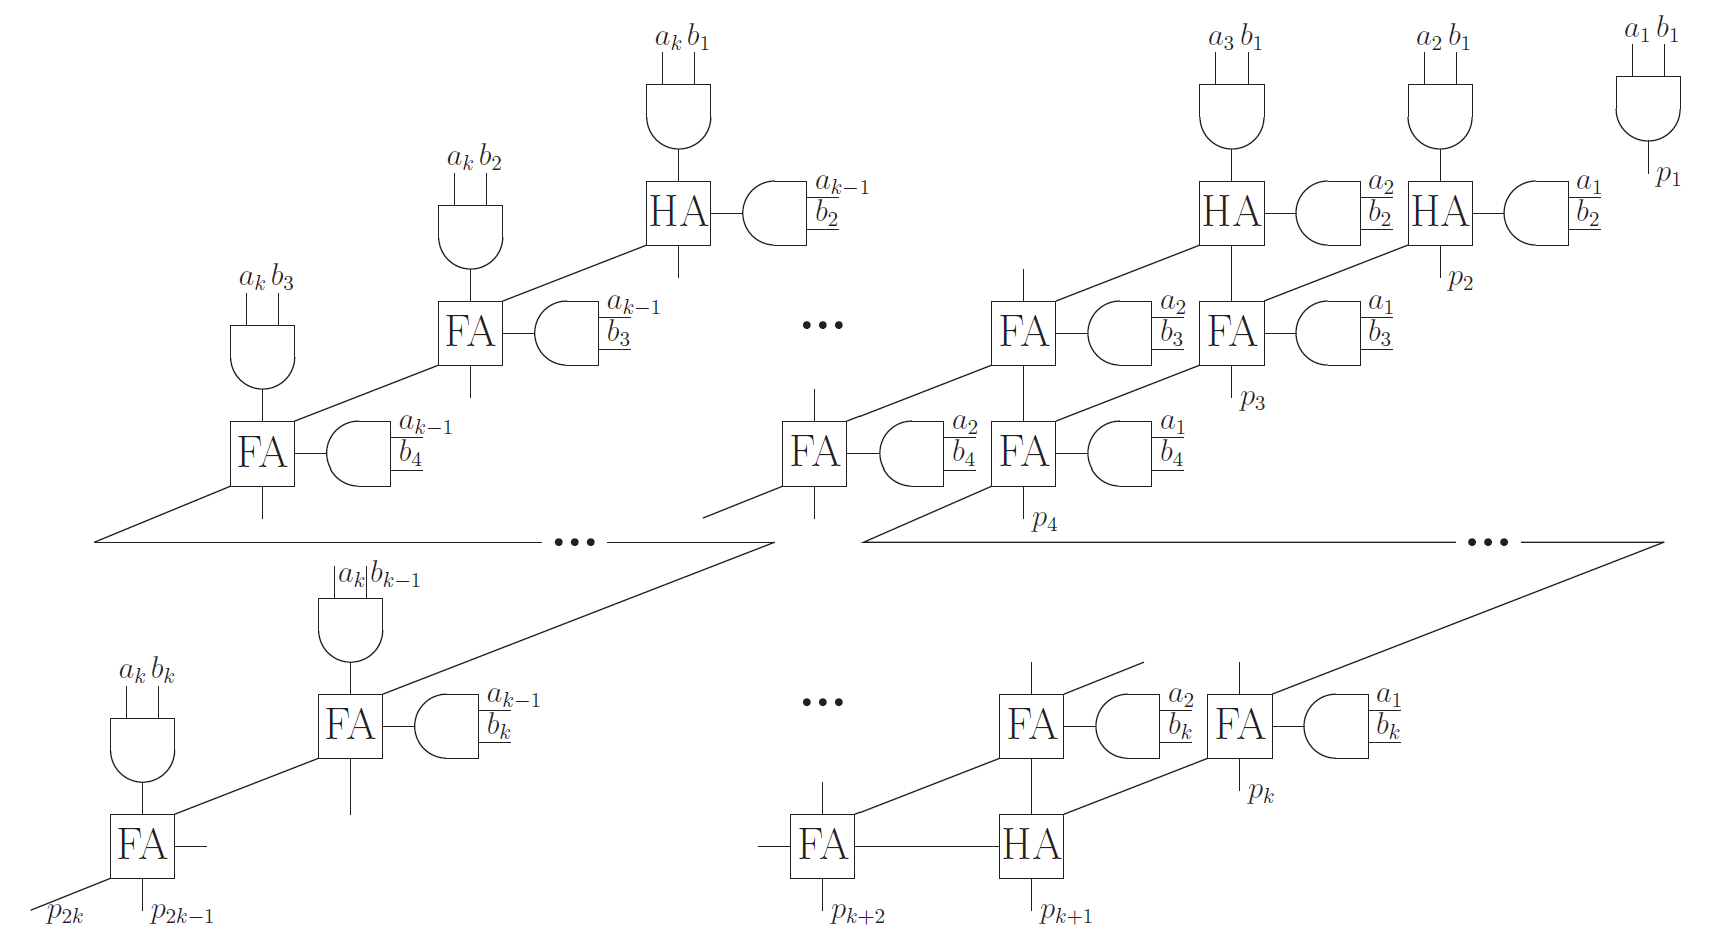 a_k b_1 a_3 b_1 a_2 b_1 a_1 b_1
a_k b_2 HA a_{k-1} b_2 HA a_2 b_2 HA a_1 b_2 p_1
a_k b_3 FA a_{k-1} b_3 ••• FA a_2 b_3 FA a_1 b_3 p_2
FA a_{k-1} b_4 FA a_2 b_4 FA a_1 b_4 p_3
p_4
••• •••
a_k b_{k-1}
a_k b_k FA a_{k-1} b_k ••• FA a_2 b_k FA a_1 b_k
p_k
FA FA HA
p_{2k} p_{2k-1} p_{k+2} p_{k+1}